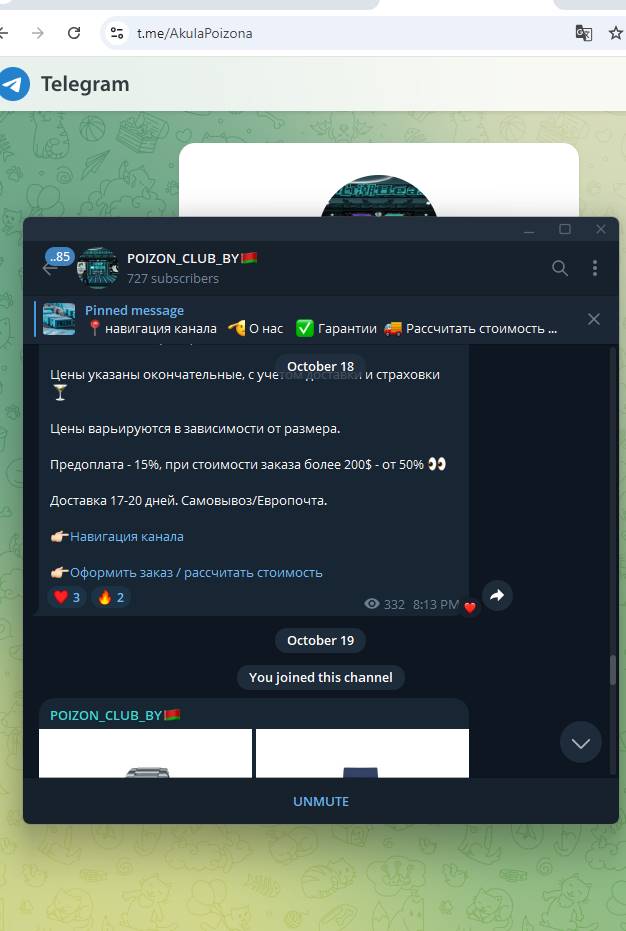 t.me/AkulaPoizona
Telegram
..85
POIZON_CLUB_BY
727 subscribers
Pinned message
📍навигация канала 🤙 О нас ✅ Гарантии 🚚 Рассчитать стоимость ...
October 18
Цены указаны окончательные, с учетом доставки и страховки
🍸
Цены варьируются в зависимости от размера.
Предоплата - 15%, при стоимости заказа более 200$ - от 50% 👀
Доставка 17-20 дней. Самовывоз/Европочта.
👉🏻Навигация канала
👉🏻Оформить заказ / рассчитать стоимость
❤️ 3 🔥 2
332 8:13 PM
October 19
You joined this channel
POIZON_CLUB_BY
UNMUTE